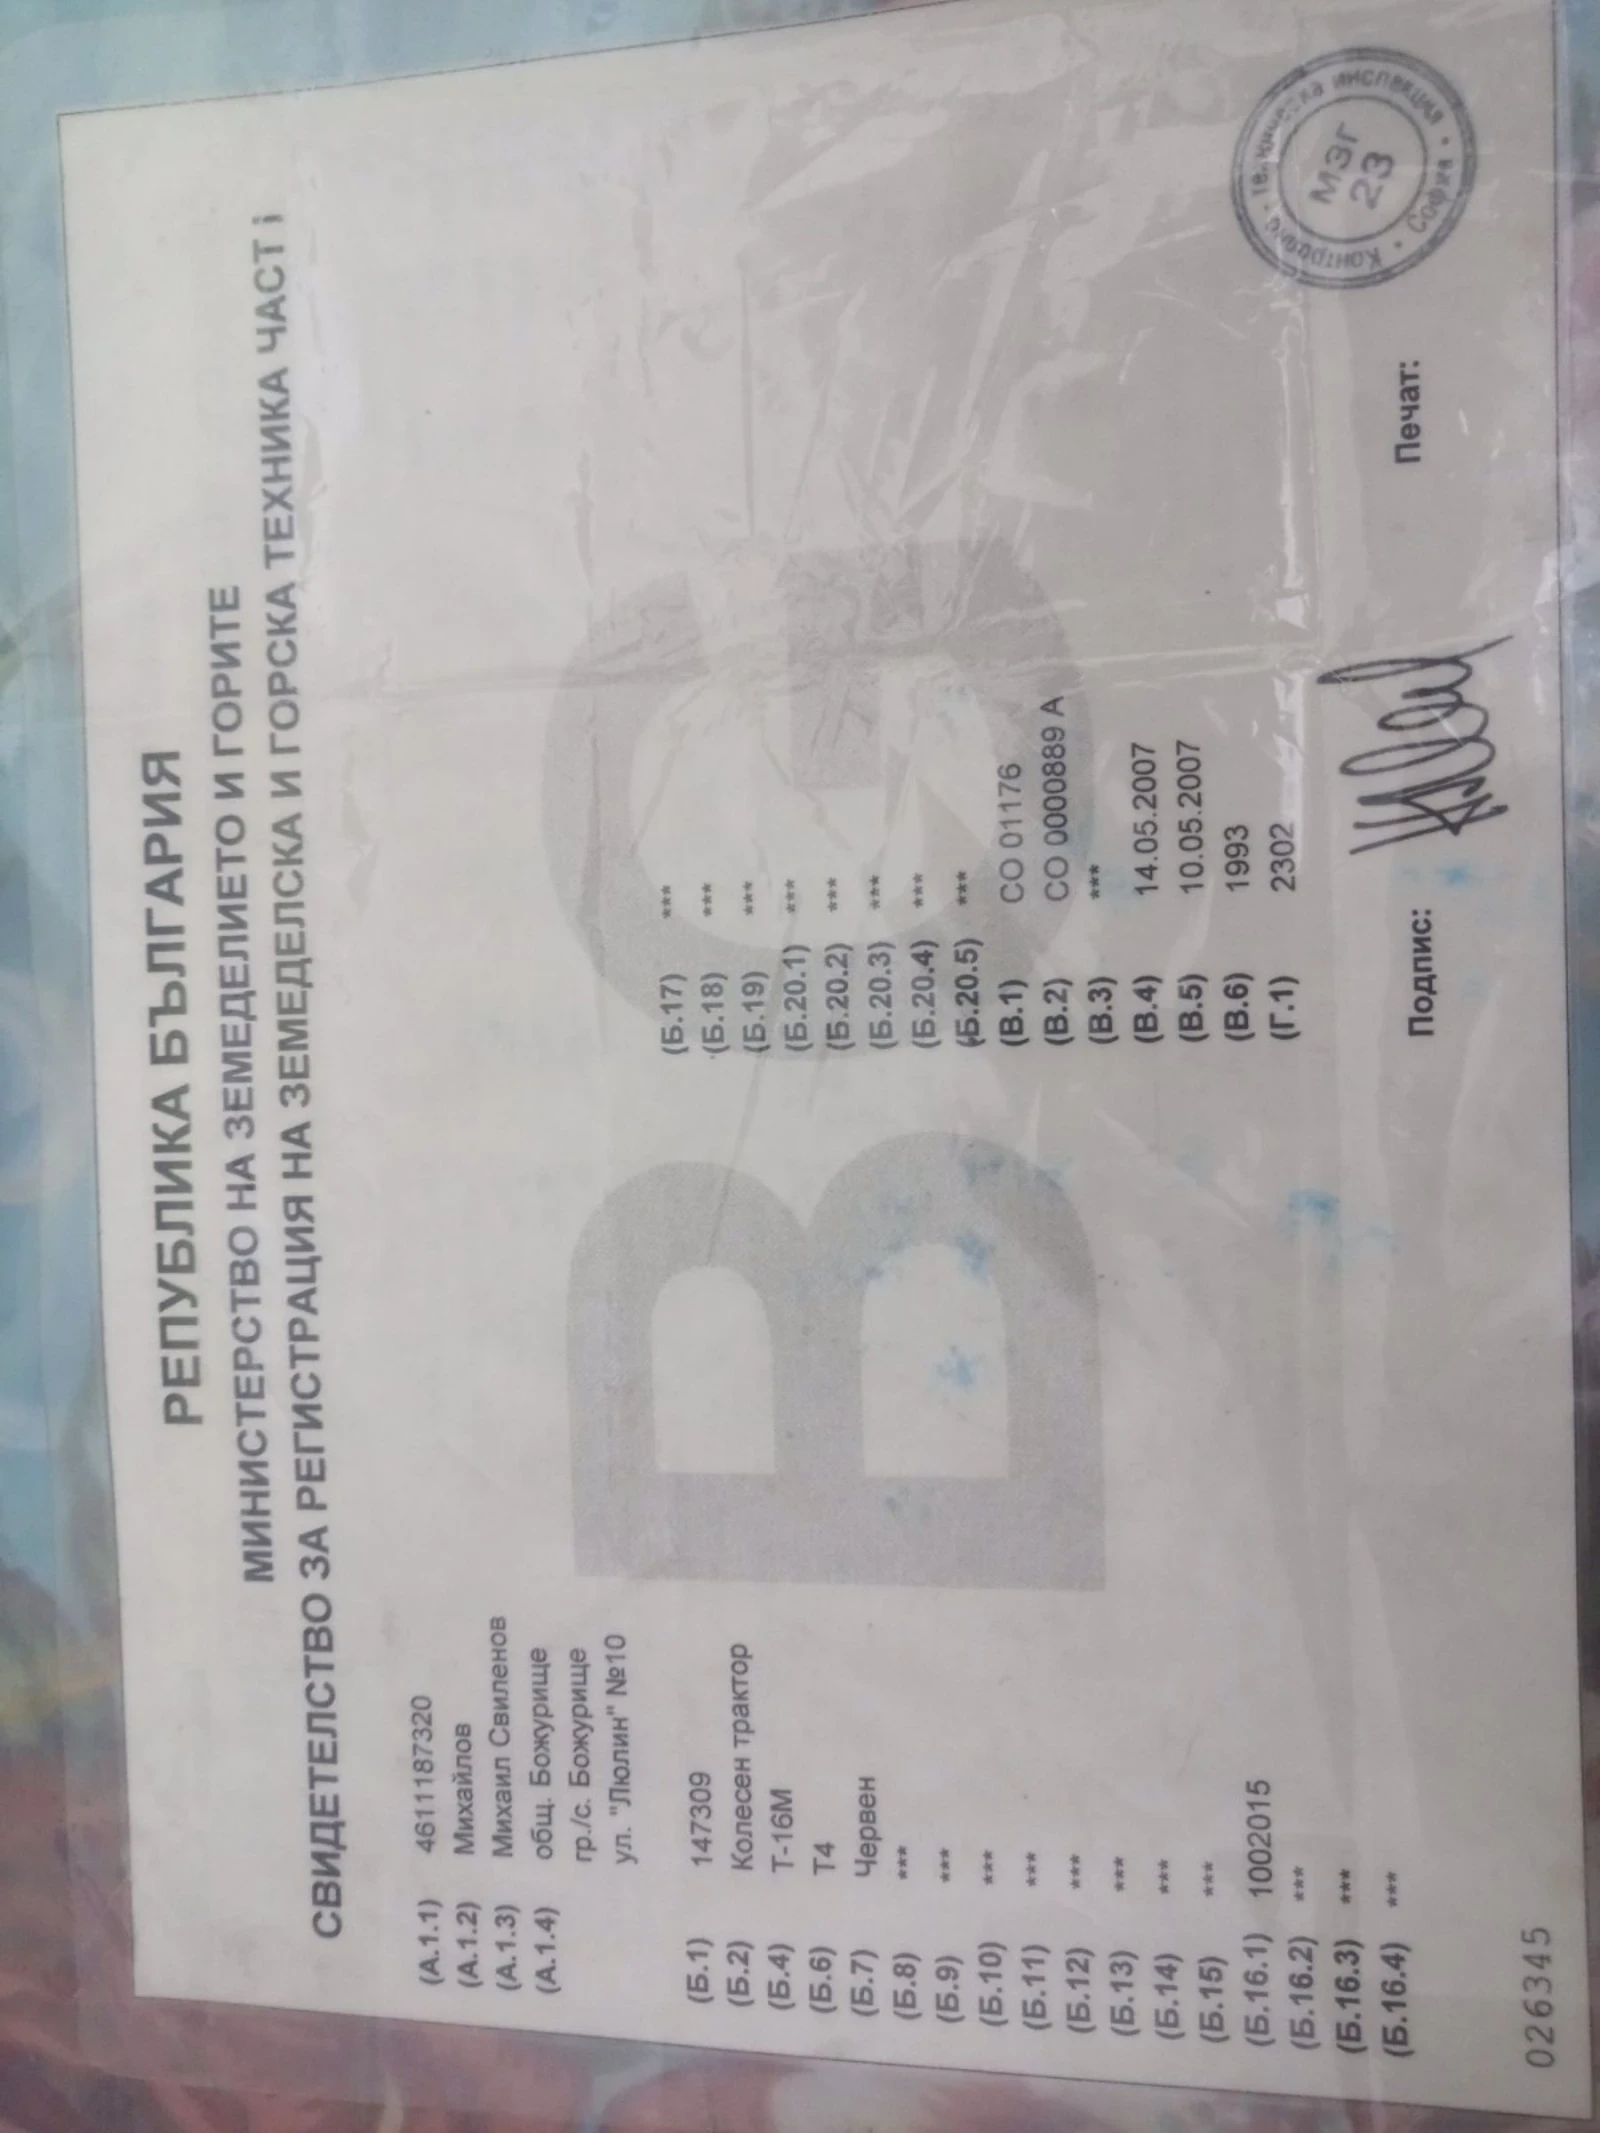 РЕПУБЛИКА БЪЛГАРИЯ
МИНИСТЕРСТВО НА ЗЕМЕДЕЛИЕТО И ГОРИТЕ
СВИДЕТЕЛСТВО ЗА РЕГИСТРАЦИЯ НА ЗЕМЕДЕЛСКА И ГОРСКА ТЕХНИКА ЧАСТ I
(А.1.1) 4611187320
(А.1.2) Михайлов
(А.1.3) Михаил Свиленов
(А.1.4) общ. Божурище
гр./с. Божурище
ул. "Люлин" №10
(Б.1) 147309
(Б.2) Колесен трактор
(Б.4) Т-16М
(Б.6) Т4
(Б.7) Червен
(Б.8) ***
(Б.9) ***
(Б.10) ***
(Б.11) ***
(Б.12) ***
(Б.13) ***
(Б.14) ***
(Б.15) ***
(Б.16.1) 1002015
(Б.16.2) ***
(Б.16.3) ***
(Б.16.4) ***
(Б.17) ***
(Б.18) ***
(Б.19) ***
(Б.20.1) ***
(Б.20.2) ***
(Б.20.3) ***
(Б.20.4) ***
(Б.20.5) ***
(В.1) СО 01176
(В.2) СО 0000889 А
(В.3) ***
(В.4) 14.05.2007
(В.5) 10.05.2007
(В.6) 1993
(Г.1) 2302
BG
Подпис:
Печат:
Контролно • техническа инспекция • София •
МЗГ
23
026345